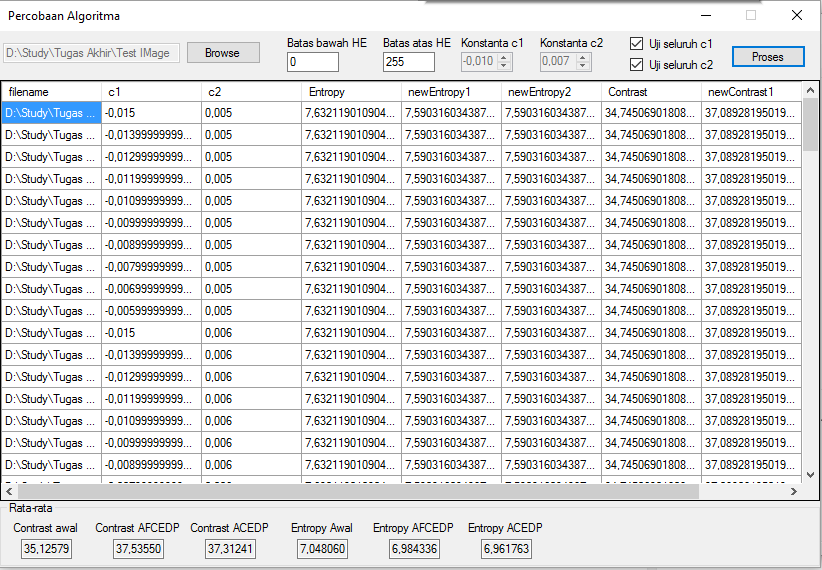 Percobaan Algoritma
Batas bawah HE Batas atas HE Konstanta c1 Konstanta c2 Uji seluruh c1
D:\Study\Tugas Akhir\Test IMage Browse 0 255 -0,010 0,007 Uji seluruh c2 Proses
filename c1 c2 Entropy newEntropy1 newEntropy2 Contrast newContrast1
D:\Study\Tugas ... -0,015 0,005 7,632119010904... 7,590316034387... 7,590316034387... 34,74506901808... 37,08928195019...
D:\Study\Tugas ... -0,01399999999... 0,005 7,632119010904... 7,590316034387... 7,590316034387... 34,74506901808... 37,08928195019...
D:\Study\Tugas ... -0,01299999999... 0,005 7,632119010904... 7,590316034387... 7,590316034387... 34,74506901808... 37,08928195019...
D:\Study\Tugas ... -0,01199999999... 0,005 7,632119010904... 7,590316034387... 7,590316034387... 34,74506901808... 37,08928195019...
D:\Study\Tugas ... -0,01099999999... 0,005 7,632119010904... 7,590316034387... 7,590316034387... 34,74506901808... 37,08928195019...
D:\Study\Tugas ... -0,00999999999... 0,005 7,632119010904... 7,590316034387... 7,590316034387... 34,74506901808... 37,08928195019...
D:\Study\Tugas ... -0,00899999999... 0,005 7,632119010904... 7,590316034387... 7,590316034387... 34,74506901808... 37,08928195019...
D:\Study\Tugas ... -0,00799999999... 0,005 7,632119010904... 7,590316034387... 7,590316034387... 34,74506901808... 37,08928195019...
D:\Study\Tugas ... -0,00699999999... 0,005 7,632119010904... 7,590316034387... 7,590316034387... 34,74506901808... 37,08928195019...
D:\Study\Tugas ... -0,00599999999... 0,005 7,632119010904... 7,590316034387... 7,590316034387... 34,74506901808... 37,08928195019...
D:\Study\Tugas ... -0,015 0,006 7,632119010904... 7,590316034387... 7,590316034387... 34,74506901808... 37,08928195019...
D:\Study\Tugas ... -0,01399999999... 0,006 7,632119010904... 7,590316034387... 7,590316034387... 34,74506901808... 37,08928195019...
D:\Study\Tugas ... -0,01299999999... 0,006 7,632119010904... 7,590316034387... 7,590316034387... 34,74506901808... 37,08928195019...
D:\Study\Tugas ... -0,01199999999... 0,006 7,632119010904... 7,590316034387... 7,590316034387... 34,74506901808... 37,08928195019...
D:\Study\Tugas ... -0,01099999999... 0,006 7,632119010904... 7,590316034387... 7,590316034387... 34,74506901808... 37,08928195019...
D:\Study\Tugas ... -0,00999999999... 0,006 7,632119010904... 7,590316034387... 7,590316034387... 34,74506901808... 37,08928195019...
D:\Study\Tugas ... -0,00899999999... 0,006 7,632119010904... 7,590316034387... 7,590316034387... 34,74506901808... 37,08928195019...
Rata-rata
Contrast awal Contrast AFCEDP Contrast ACEDP Entropy Awal Entropy AFCEDP Entropy ACEDP
35,12579 37,53550 37,31241 7,048060 6,984336 6,961763